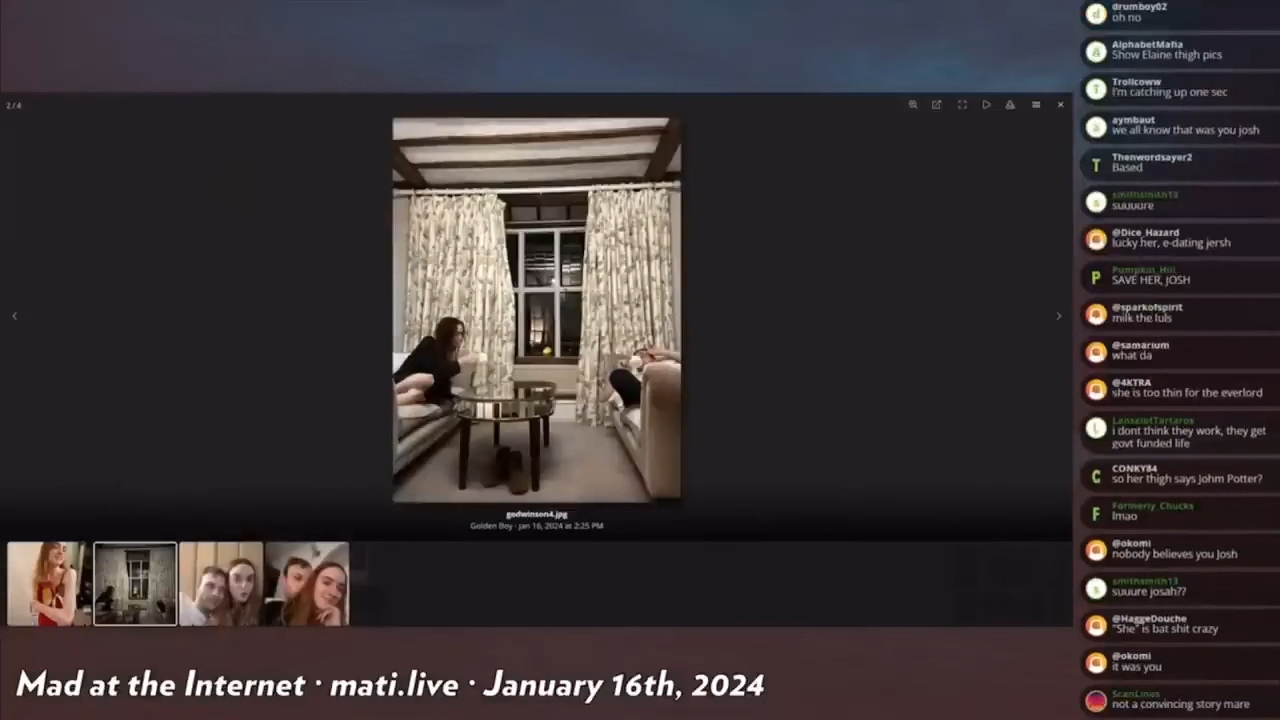 2/4
godwinson4.jpg
Golden Boy · Jan 16, 2024 at 2:25 PM
Mad at the Internet · mati.live · January 16th, 2024
drumboy02
oh no
AlphabetMafia
Show Elaine thigh pics
Trollcoww
I'm catching up one sec
aymbaut
we all know that was you josh
Thenwordsayer2
T
Based
smithsmith13
suuuure
@Dice_Hazard
lucky her, e-dating jersh
Pumpkin_Hill
P
SAVE HER, JOSH
@sparkofspirit
milk the luls
@samarium
what da
@4KTRA
she is too thin for the everlord
LanselotTartaros
i dont think they work, they get
govt funded life
CONKY84
C
so her thigh says Johm Potter?
Formerly_Chucks
F
lmao
@okomi
nobody believes you Josh
smithsmith13
suuure josah??
@HaggeDouche
"She" is bat shit crazy
@okomi
it was you
ScanLines
not a convincing story mare